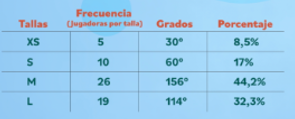 Tallas Frecuencia (Jugadoras por talla) Grados Porcentaje
XS 5 30° 8,5%
S 10 60° 17%
M 26 156° 44,2%
L 19 114° 32,3%